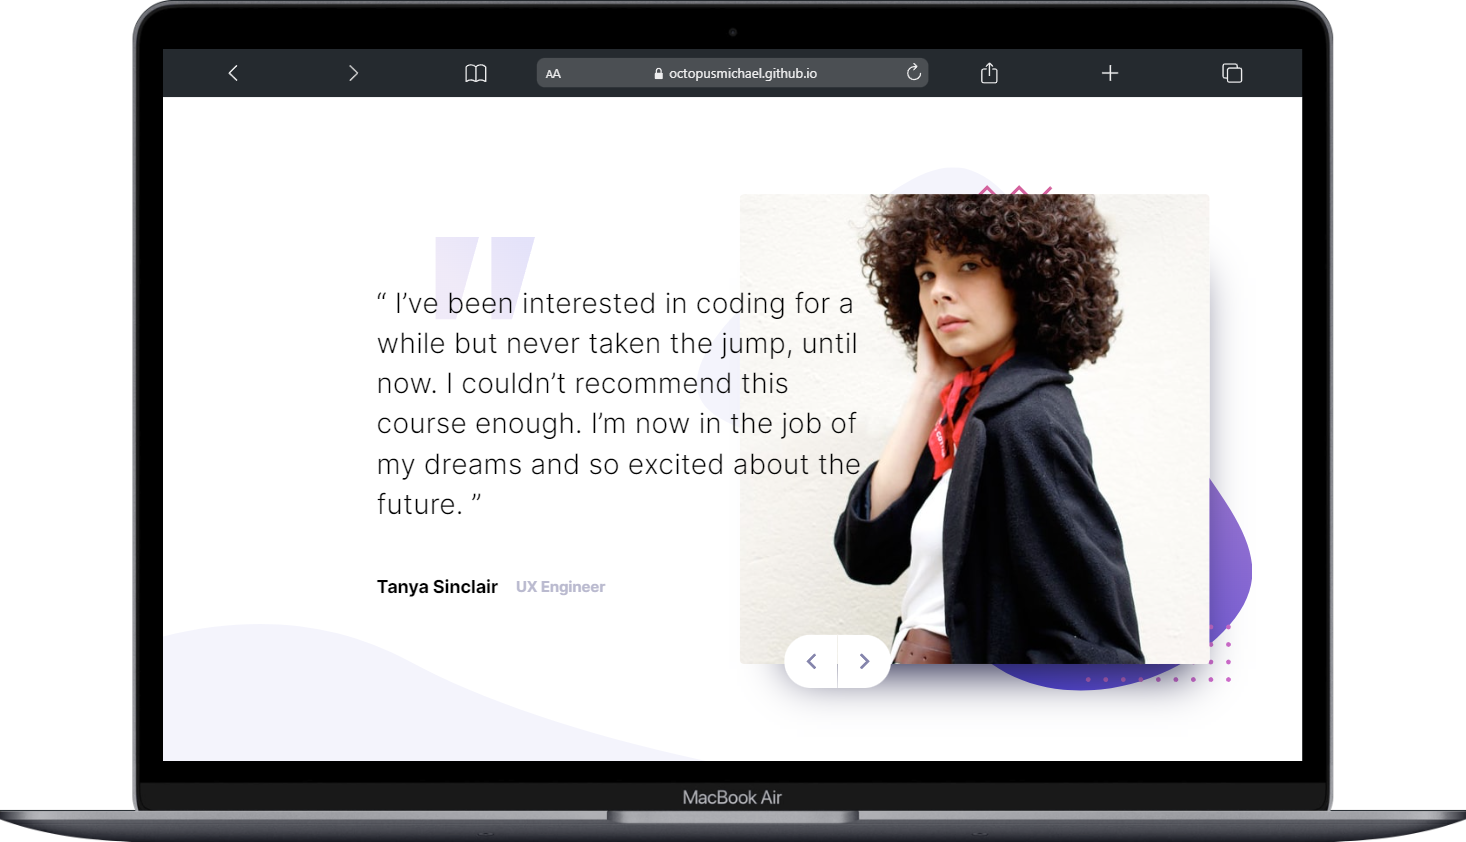 AA
octopusmichael.github.io
“ I’ve been interested in coding for a
while but never taken the jump, until
now. I couldn’t recommend this
course enough. I’m now in the job of
my dreams and so excited about the
future. ”
Tanya Sinclair UX Engineer
MacBook Air